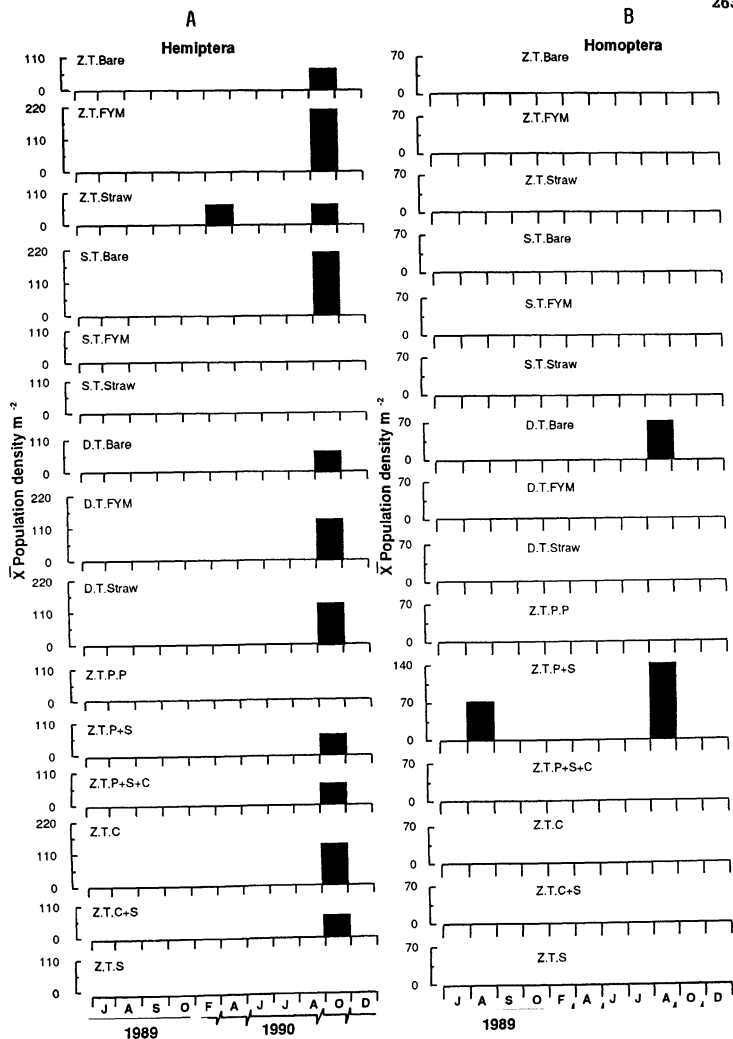 263
A
Hemiptera
110
0
Z.T.Bare
220
110
0
Z.T.FYM
110
0
Z.T.Straw
220
110
0
S.T.Bare
110
0
S.T.FYM
110
0
S.T.Straw
110
0
D.T.Bare
220
110
0
D.T.FYM
220
110
0
D.T.Straw
110
0
Z.T.P.P
110
0
Z.T.P+S
110
0
Z.T.P+S+C
220
110
0
Z.T.C
110
0
Z.T.C+S
110
0
Z.T.S
X̅ Population density m⁻²
J A S O F A J J A O D
1989 1990
B
Homoptera
70
0
Z.T.Bare
70
0
Z.T.FYM
70
0
Z.T.Straw
70
0
S.T.Bare
70
0
S.T.FYM
70
0
S.T.Straw
70
0
D.T.Bare
70
0
D.T.FYM
70
0
D.T.Straw
70
0
Z.T.P.P
140
70
0
Z.T.P+S
70
0
Z.T.P+S+C
70
0
Z.T.C
70
0
Z.T.C+S
70
0
Z.T.S
X̅ Population density m⁻²
J A S O F A J J A O D
1989